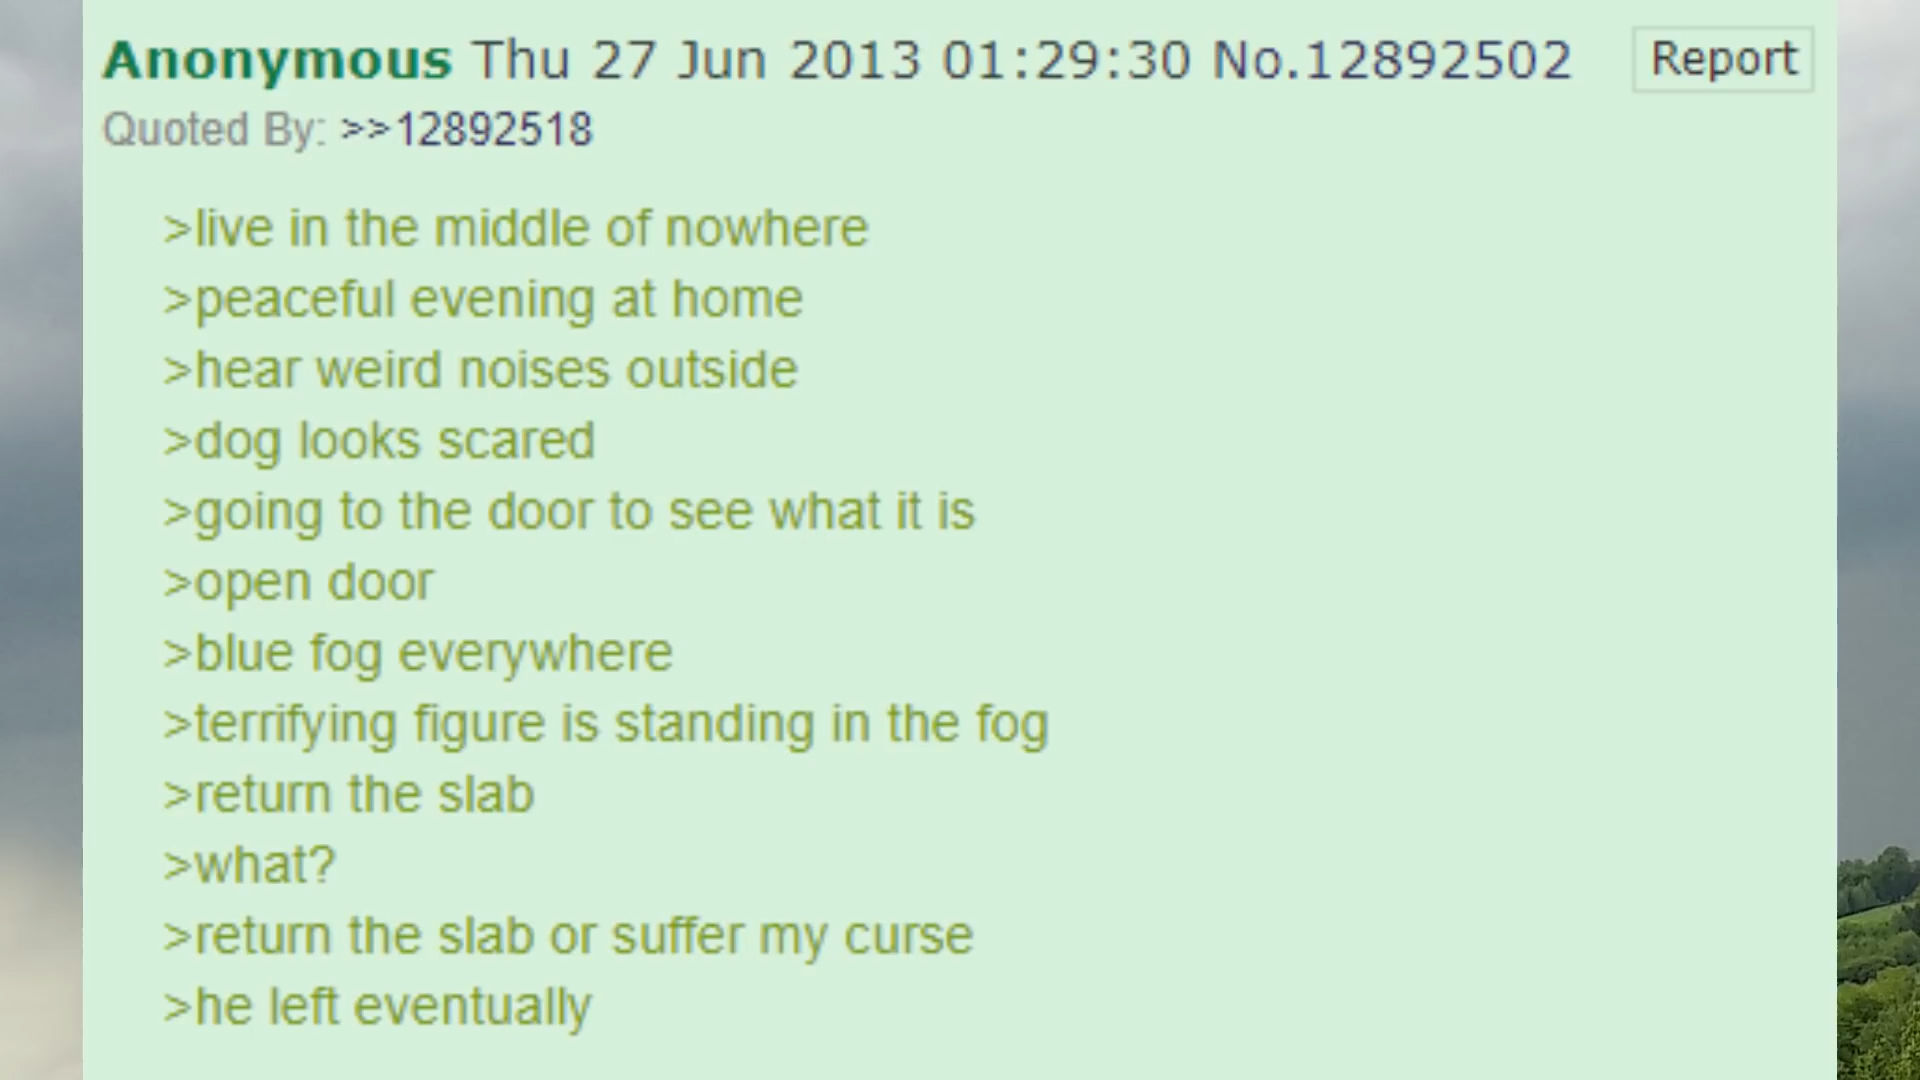 Anonymous Thu 27 Jun 2013 01:29:30 No.12892502 Report
Quoted By: >>12892518
>live in the middle of nowhere
>peaceful evening at home
>hear weird noises outside
>dog looks scared
>going to the door to see what it is
>open door
>blue fog everywhere
>terrifying figure is standing in the fog
>return the slab
>what?
>return the slab or suffer my curse
>he left eventually